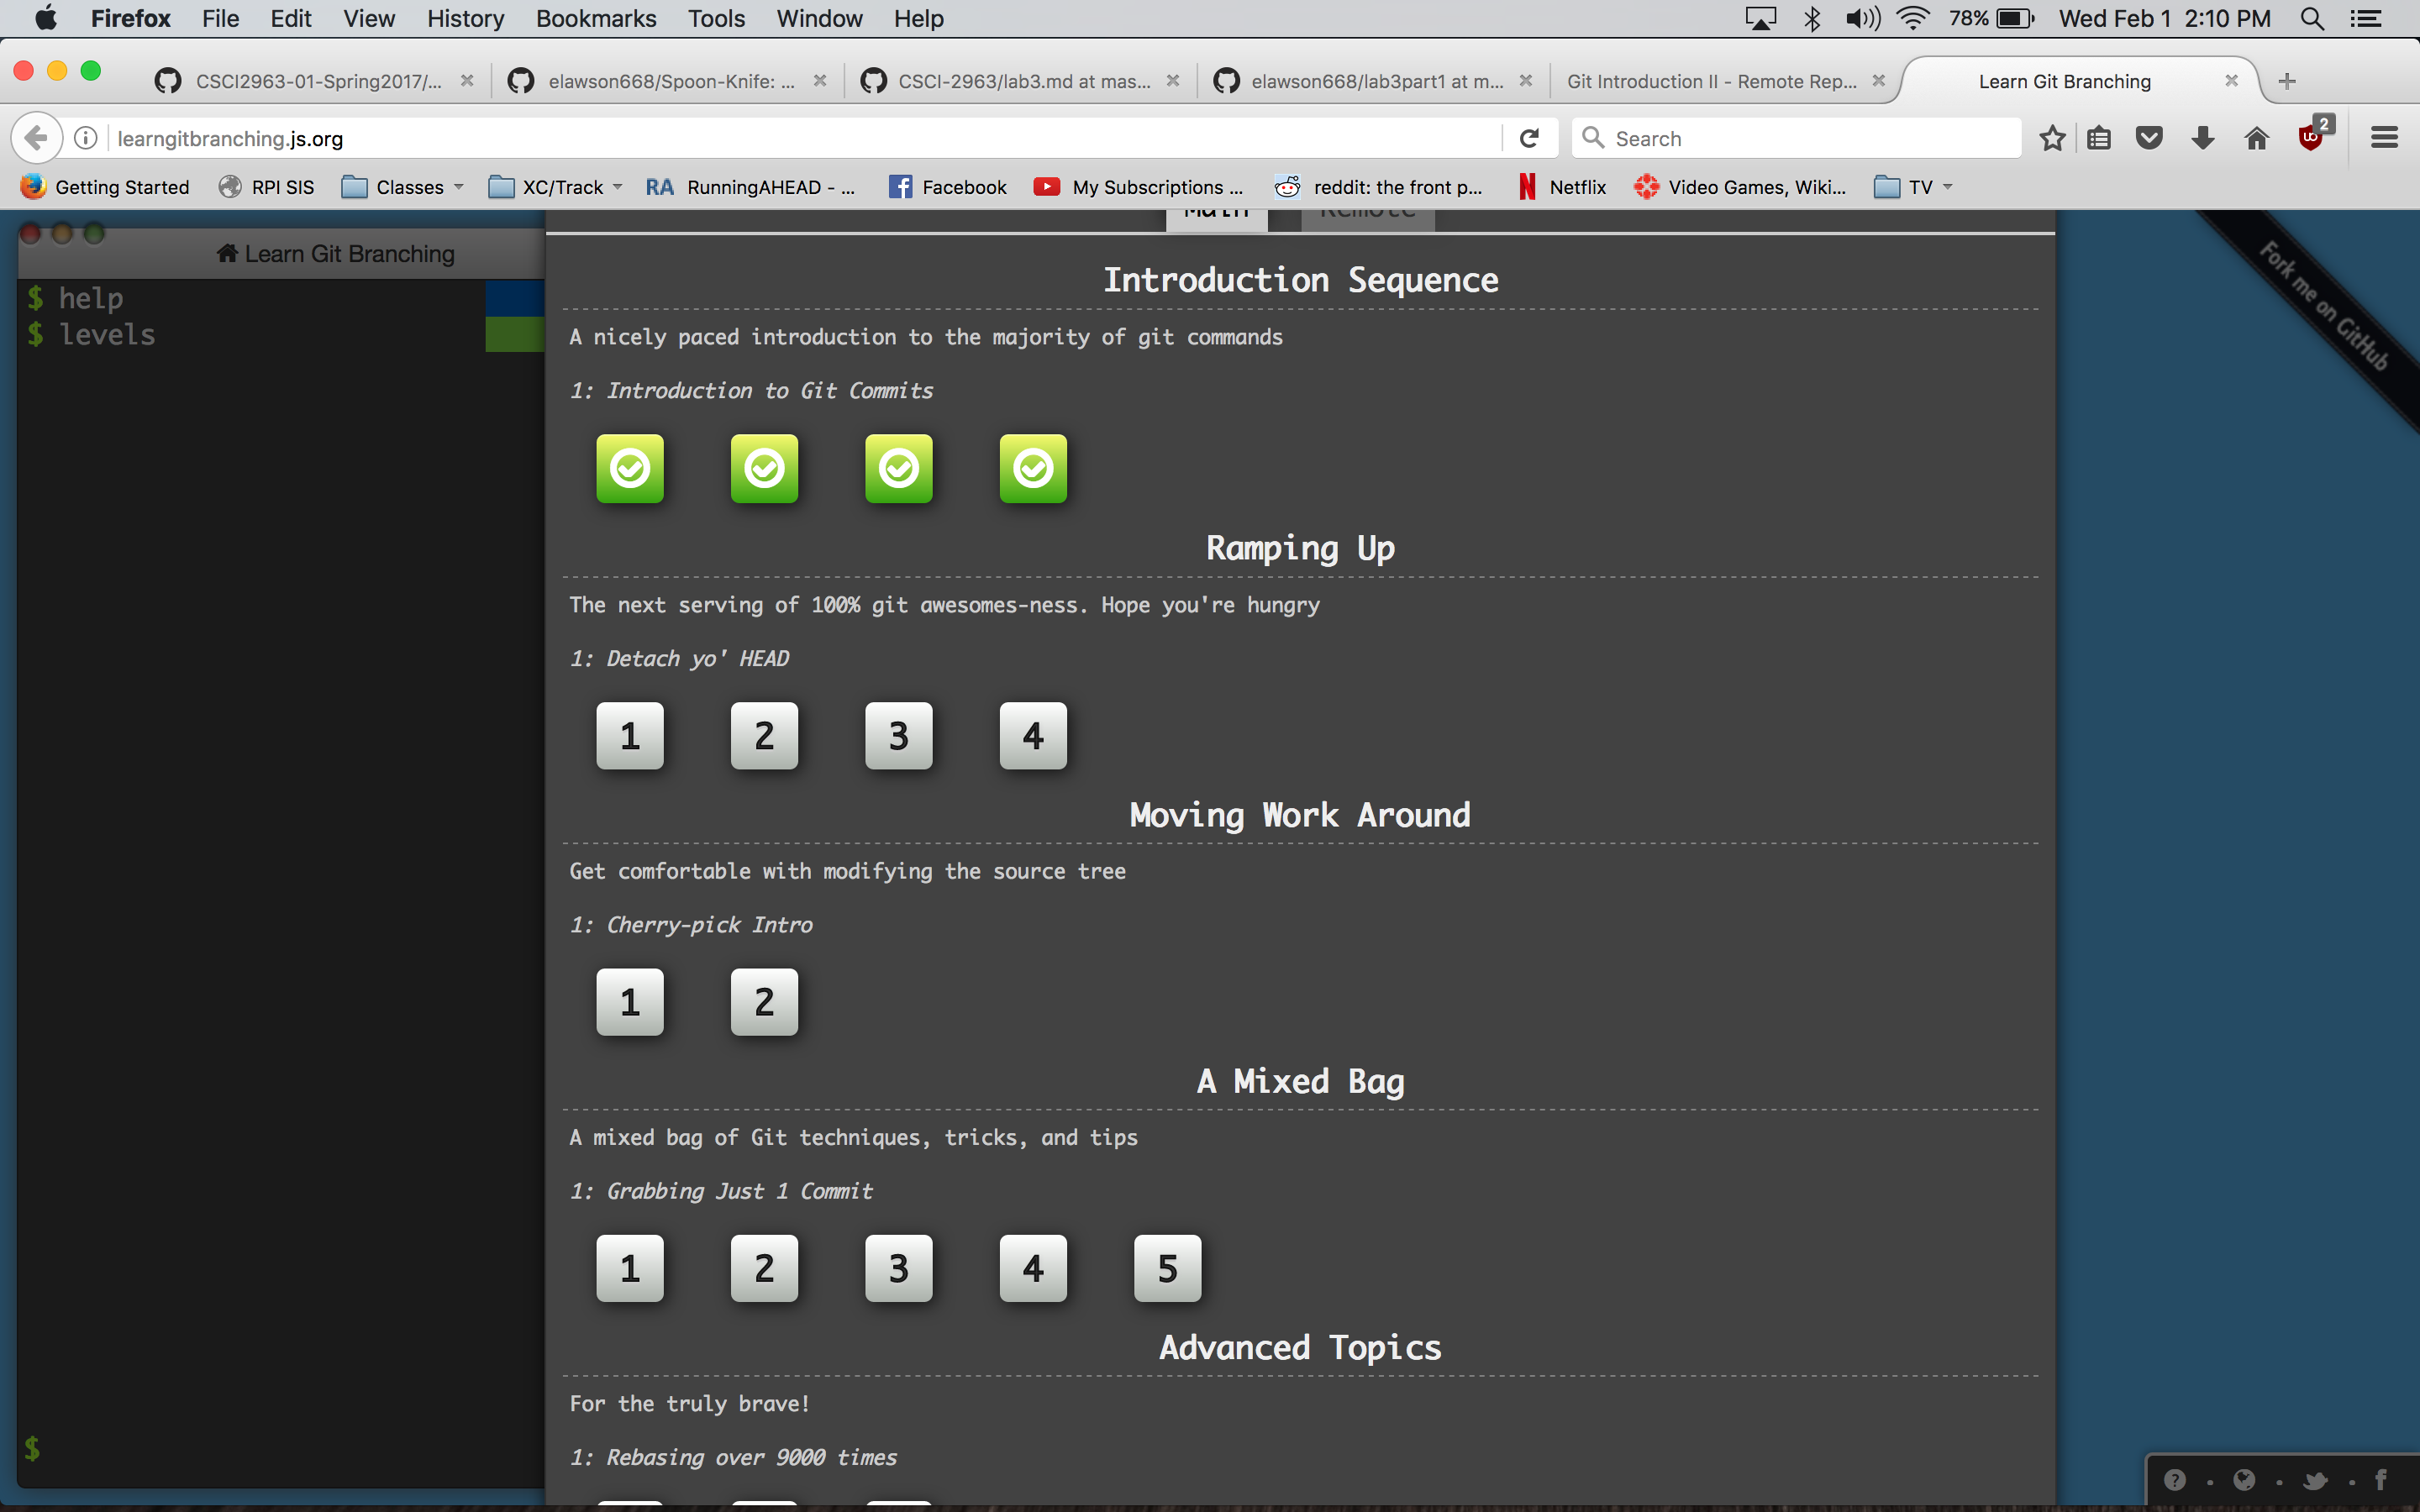 Firefox File Edit View History Bookmarks Tools Window Help 78% Wed Feb 1 2:10 PM
CSCI2963-01-Spring2017/... elawson668/Spoon-Knife: ... CSCI-2963/lab3.md at mas... elawson668/lab3part1 at m... Git Introduction II - Remote Rep... Learn Git Branching
learngitbranching.js.org Search 2
Getting Started RPI SIS Classes XC/Track RA RunningAHEAD - ... Facebook My Subscriptions ... reddit: the front p... Netflix Video Games, Wiki... TV
Main Remote
Learn Git Branching
$ help
$ levels
$
Fork me on GitHub
Introduction Sequence
A nicely paced introduction to the majority of git commands
1: Introduction to Git Commits
Ramping Up
The next serving of 100% git awesomes-ness. Hope you're hungry
1: Detach yo' HEAD
1 2 3 4
Moving Work Around
Get comfortable with modifying the source tree
1: Cherry-pick Intro
1 2
A Mixed Bag
A mixed bag of Git techniques, tricks, and tips
1: Grabbing Just 1 Commit
1 2 3 4 5
Advanced Topics
For the truly brave!
1: Rebasing over 9000 times